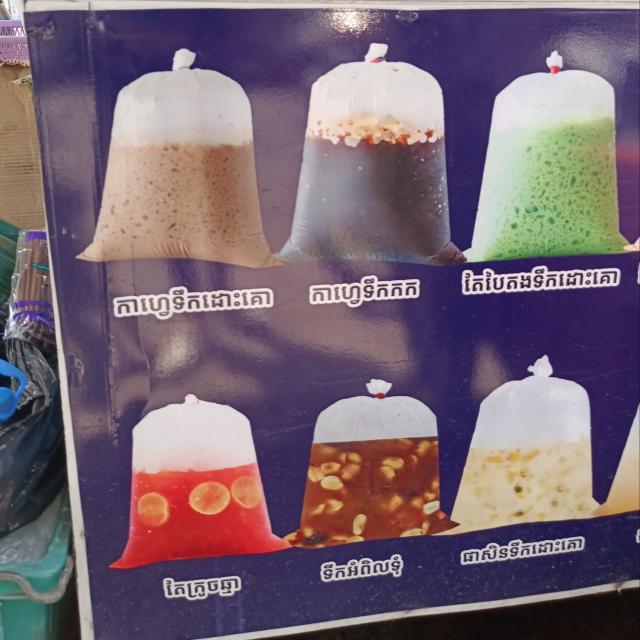 កាហ្វេទឹកដោះគោ
កាហ្វេទឹកកក
តែបៃតងទឹកដោះគោ
តែក្រូចឆ្មា
ទឹកអំពិលទុំ
ផាសិនទឹកដោះគោ